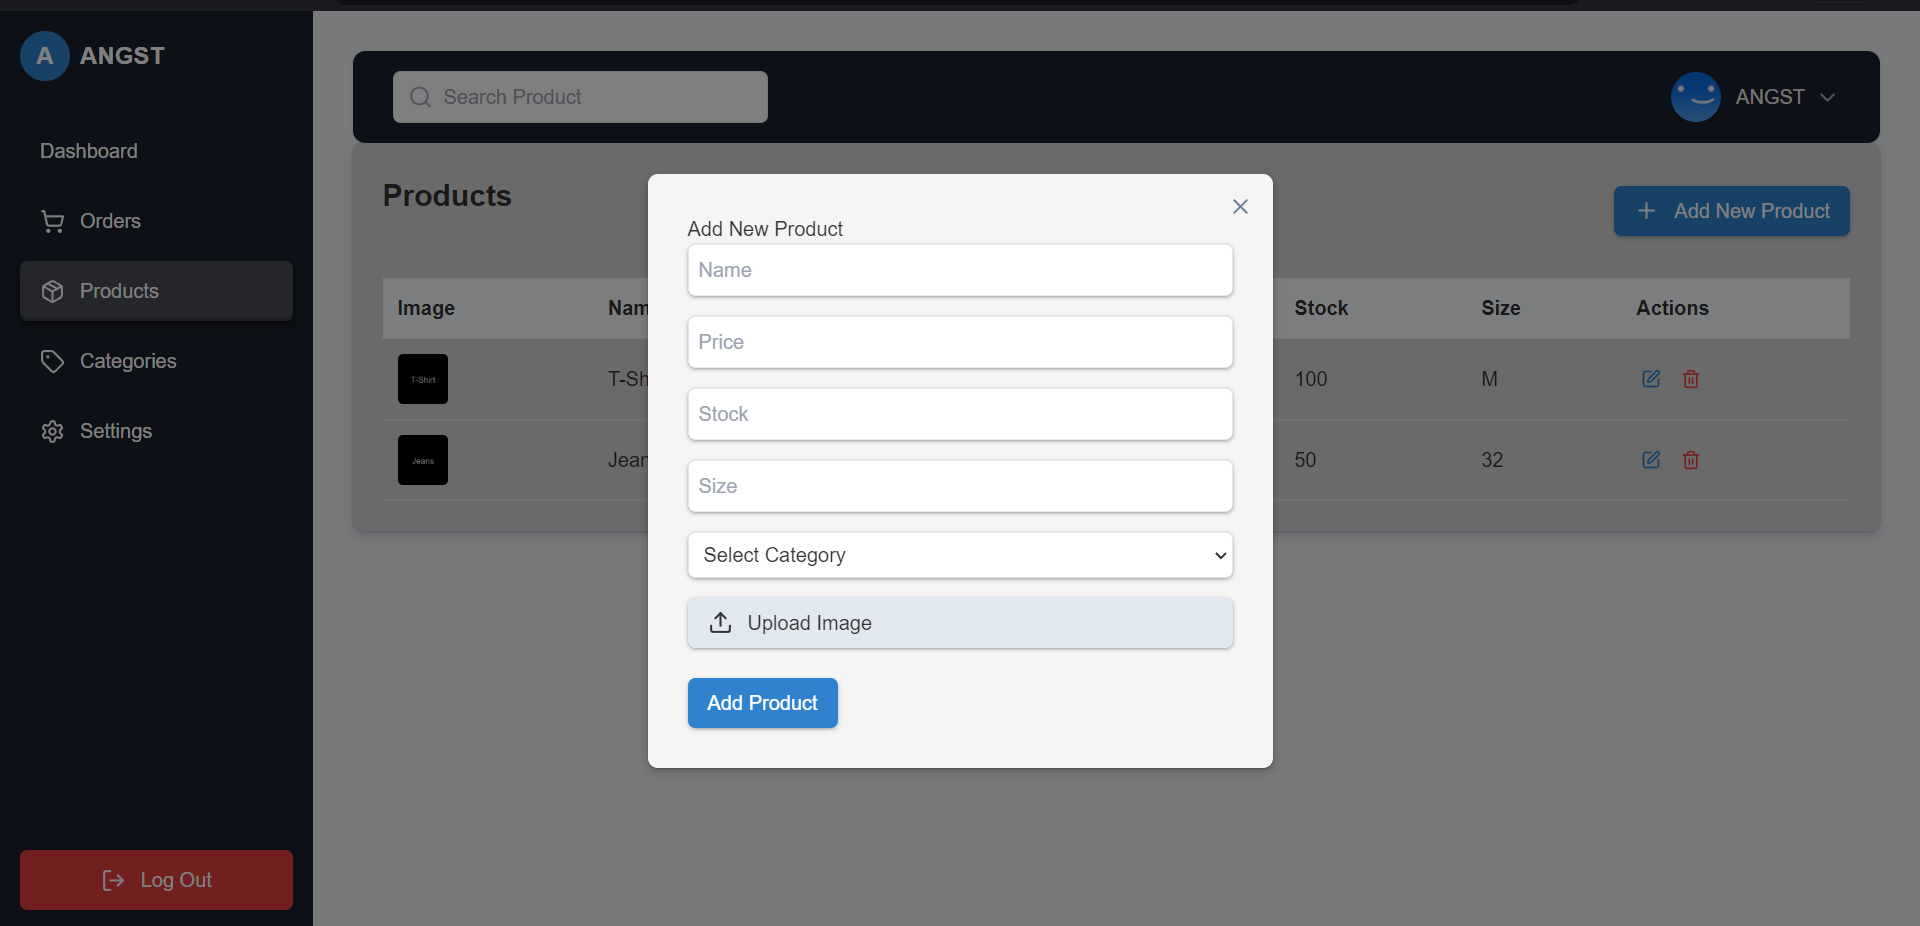 A ANGST
Dashboard
Orders
Products
Categories
Settings
Log Out
Search Product
ANGST
Products
Add New Product
Image Nam Stock Size Actions
T-Shirt T-Sh 100 M
Jeans Jean 50 32
Add New Product
Name
Price
Stock
Size
Select Category
Upload Image
Add Product